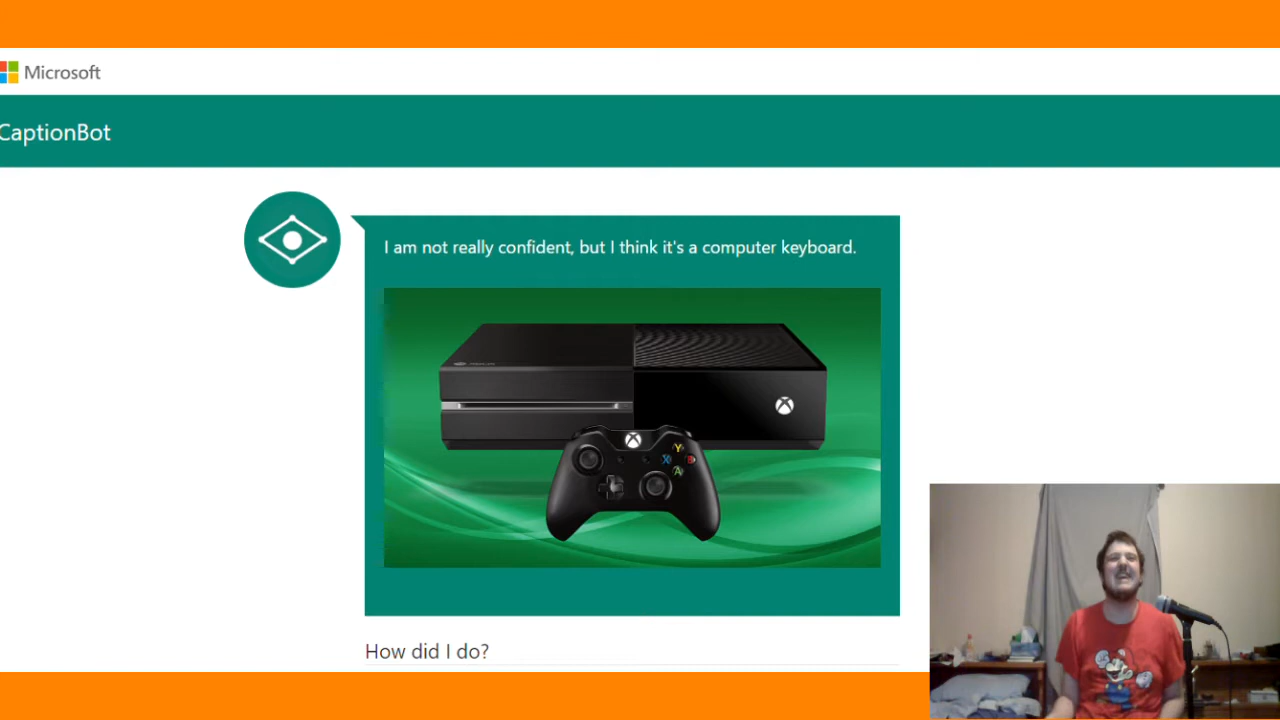 Microsoft
CaptionBot
I am not really confident, but I think it's a computer keyboard.
Y
X
B
A
How did I do?